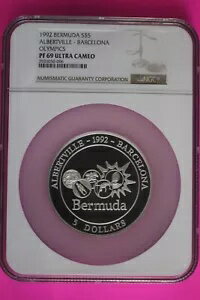 1992 BERMUDA S$5
ALBERTVILLE - BARCELONA
OLYMPICS
PF 69 ULTRA CAMEO
NGC
NUMISMATIC GUARANTY CORPORATION
ALBERTVILLE - 1992 - BARCELONA
Bermuda
5 DOLLARS